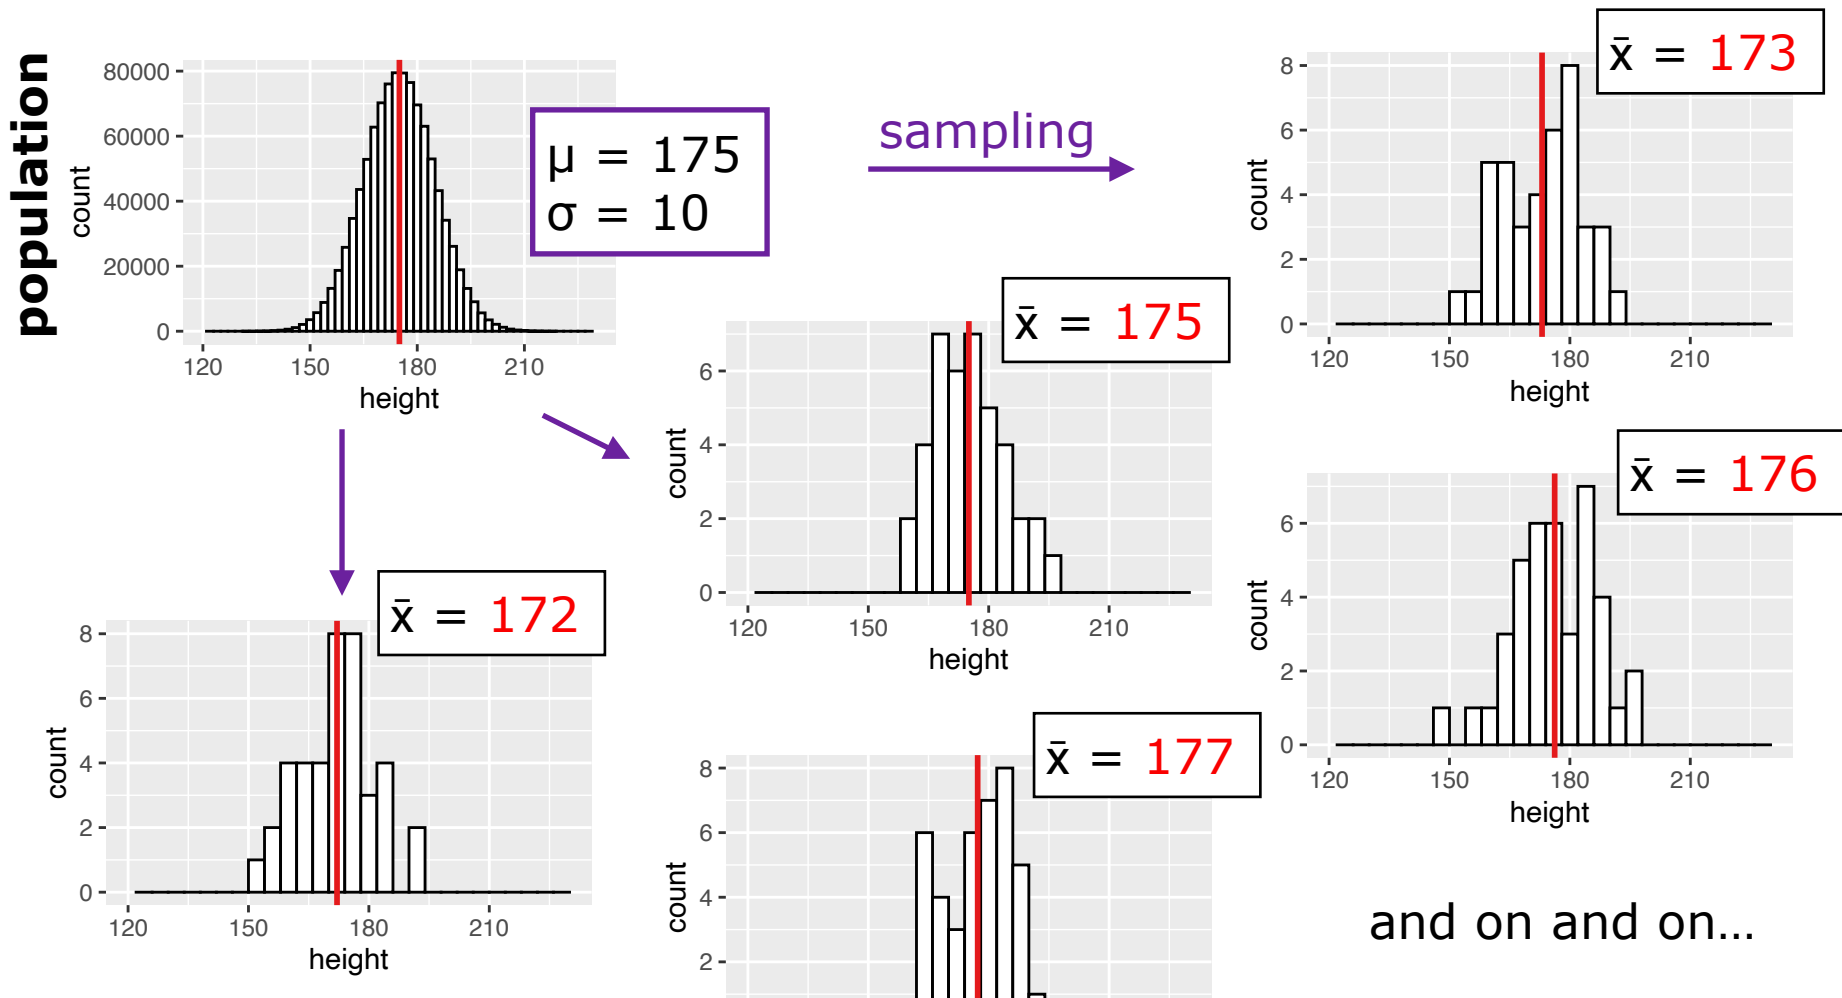 population
80000
60000
40000
20000
0
count
120 150 180 210
height
μ = 175
σ = 10
sampling
x̄ = 173
8
6
4
2
0
count
120 150 180 210
height
x̄ = 175
6
4
2
0
count
120 150 180 210
height
x̄ = 176
6
4
2
0
count
120 150 180 210
height
x̄ = 172
8
6
4
2
0
count
120 150 180 210
height
x̄ = 177
8
6
4
2
count
and on and on...